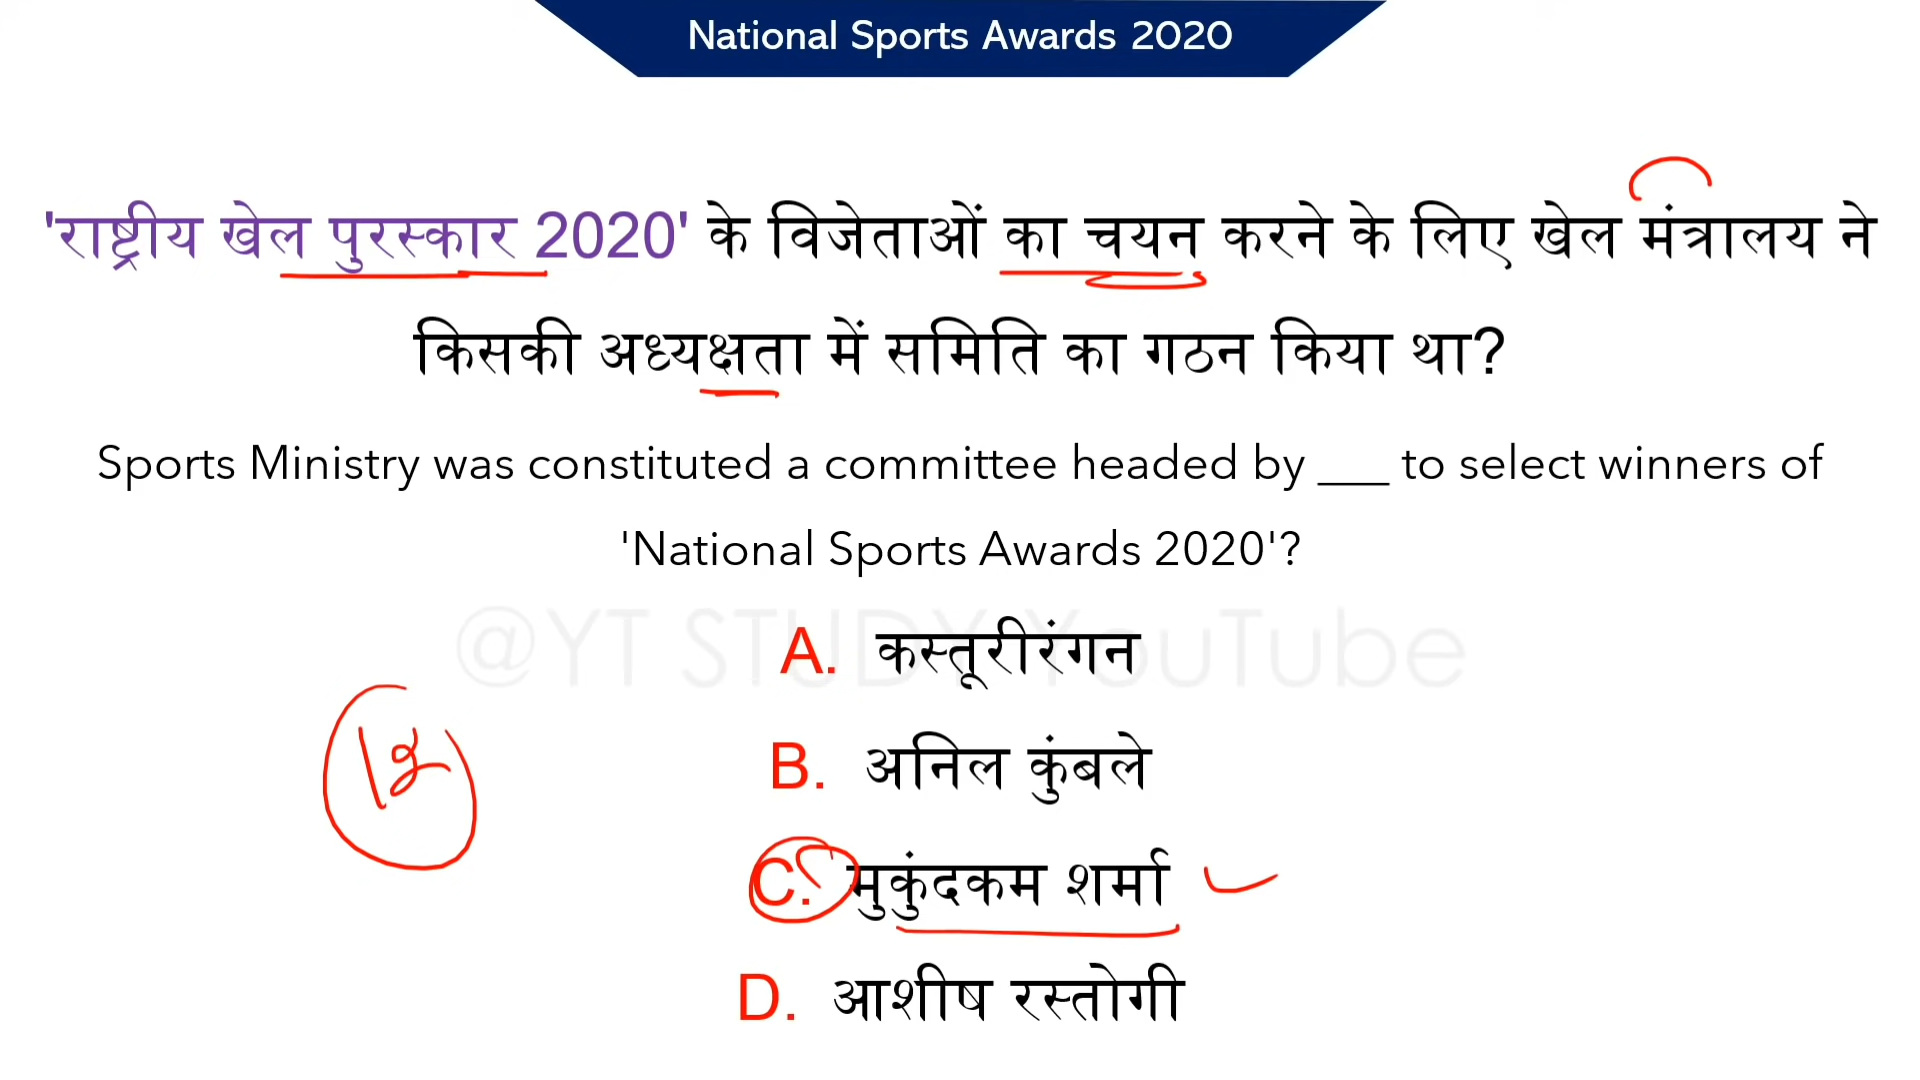 National Sports Awards 2020
'राष्ट्रीय खेल पुरस्कार 2020' के विजेताओं का चयन करने के लिए खेल मंत्रालय ने
किसकी अध्यक्षता में समिति का गठन किया था?
Sports Ministry was constituted a committee headed by ___ to select winners of
'National Sports Awards 2020'?
@YT STUDY YouTube
A. कस्तूरीरंगन
B. अनिल कुंबले
12
C. मुकुंदकम शर्मा
D. आशीष रस्तोगी